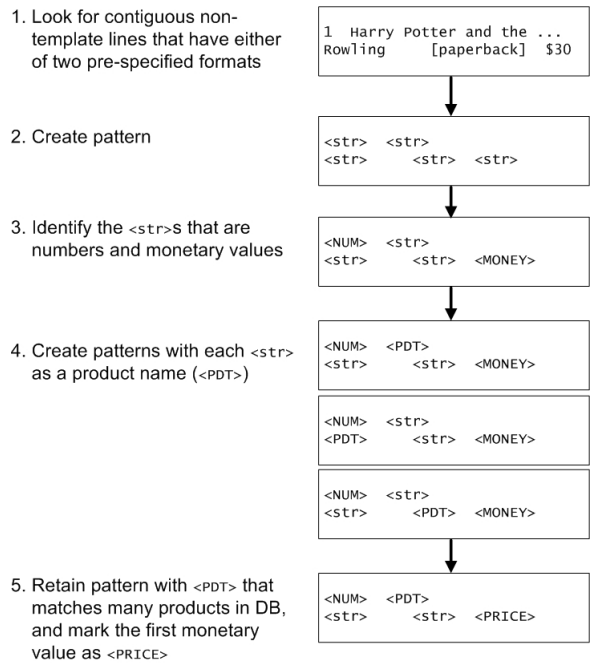 1. Look for contiguous non-
template lines that have either
of two pre-specified formats
1  Harry Potter and the ...
Rowling     [paperback]  $30
2. Create pattern
<str>  <str>
<str>     <str>  <str>
3. Identify the <str>s that are
numbers and monetary values
<NUM>  <str>
<str>     <str>  <MONEY>
4. Create patterns with each <str>
as a product name (<PDT>)
<NUM>  <PDT>
<str>     <str>  <MONEY>
<NUM>  <str>
<PDT>     <str>  <MONEY>
<NUM>  <str>
<str>     <PDT>  <MONEY>
5. Retain pattern with <PDT> that
matches many products in DB,
and mark the first monetary
value as <PRICE>
<NUM>  <PDT>
<str>     <str>  <PRICE>